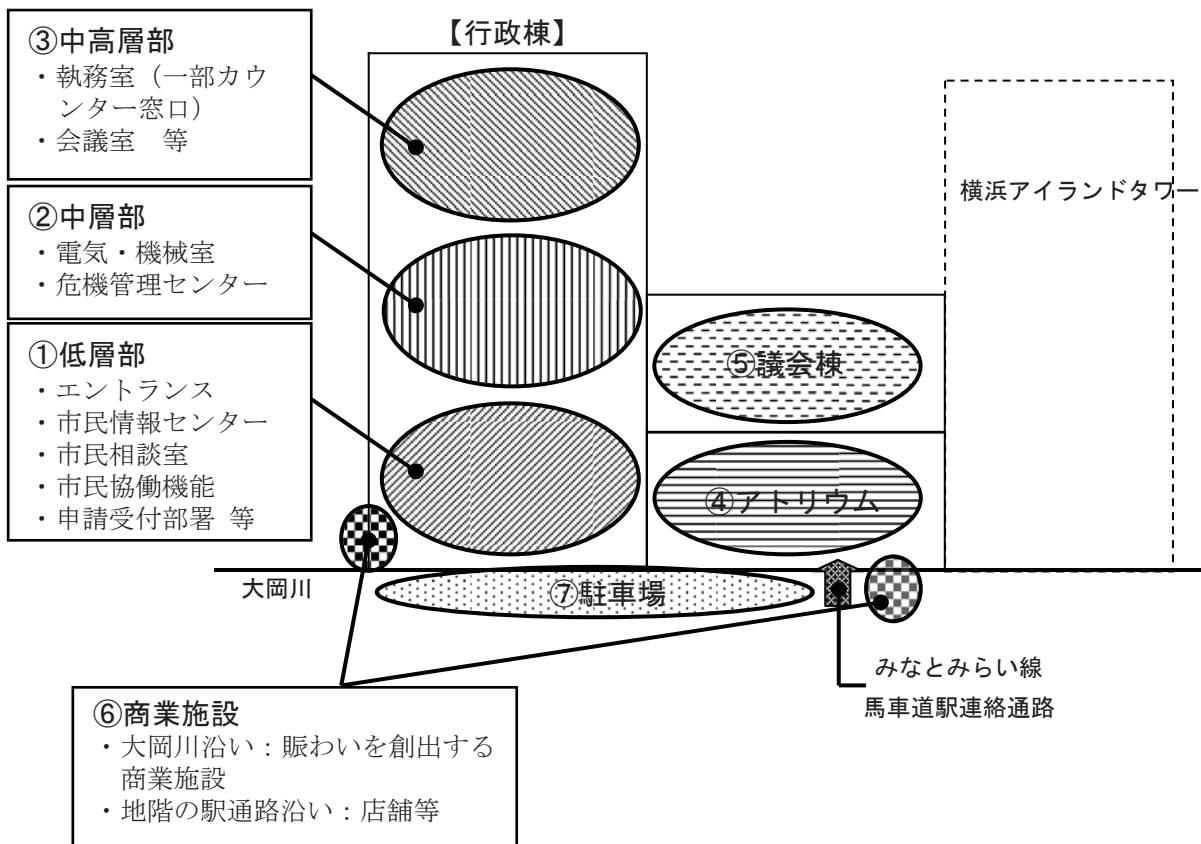 ③中高層部
・執務室（一部カウ
ンター窓口）
・会議室　等
②中層部
・電気・機械室
・危機管理センター
①低層部
・エントランス
・市民情報センター
・市民相談室
・市民協働機能
・申請受付部署 等
【行政棟】
横浜アイランドタワー
⑤議会棟
④アトリウム
大岡川
⑦駐車場
みなとみらい線
馬車道駅連絡通路
⑥商業施設
・大岡川沿い：賑わいを創出する
商業施設
・地階の駅通路沿い：店舗等